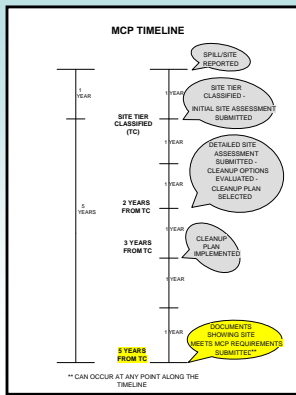 MCP TIMELINE
SPILL/SITE
REPORTED
1
YEAR
1 YEAR
SITE TIER
CLASSIFIED -
INITIAL SITE ASSESSMENT
SUBMITTED
SITE TIER
CLASSIFIED
(TC)
1 YEAR
DETAILED SITE
ASSESSMENT
SUBMITTED -
CLEANUP OPTIONS
EVALUATED -
CLEANUP PLAN
SELECTED
1 YEAR
5
YEARS
2 YEARS
FROM TC
1 YEAR
CLEANUP
PLAN
IMPLEMENTED
3 YEARS
FROM TC
1 YEAR
1 YEAR
DOCUMENTS
SHOWING SITE
MEETS MCP REQUIREMENTS
SUBMITTED**
5 YEARS
FROM TC
** CAN OCCUR AT ANY POINT ALONG THE
TIMELINE